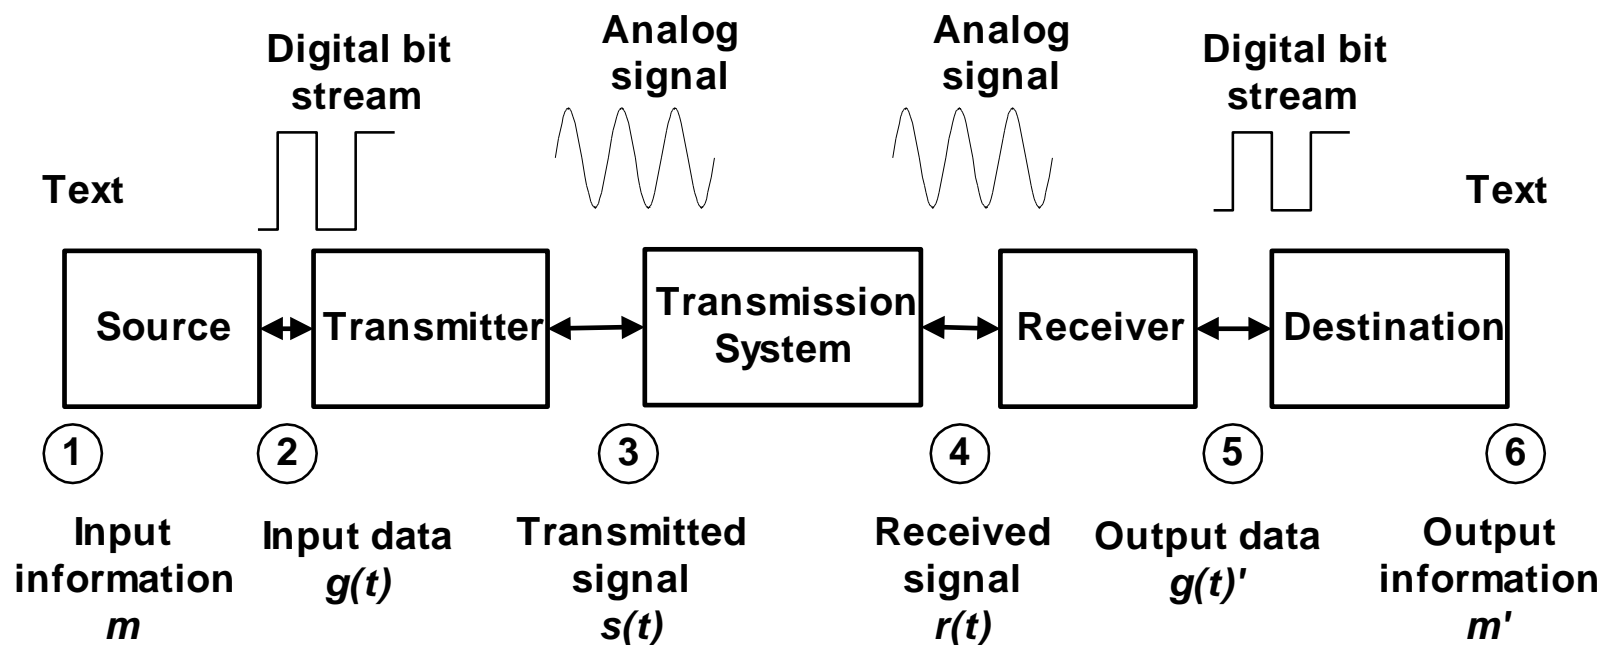 Digital bit
stream
Analog
signal
Analog
signal
Digital bit
stream
Text
Text
Source
Transmitter
Transmission
System
Receiver
Destination
1
2
3
4
5
6
Input
information
m
Input data
g(t)
Transmitted
signal
s(t)
Received
signal
r(t)
Output data
g(t)'
Output
information
m'